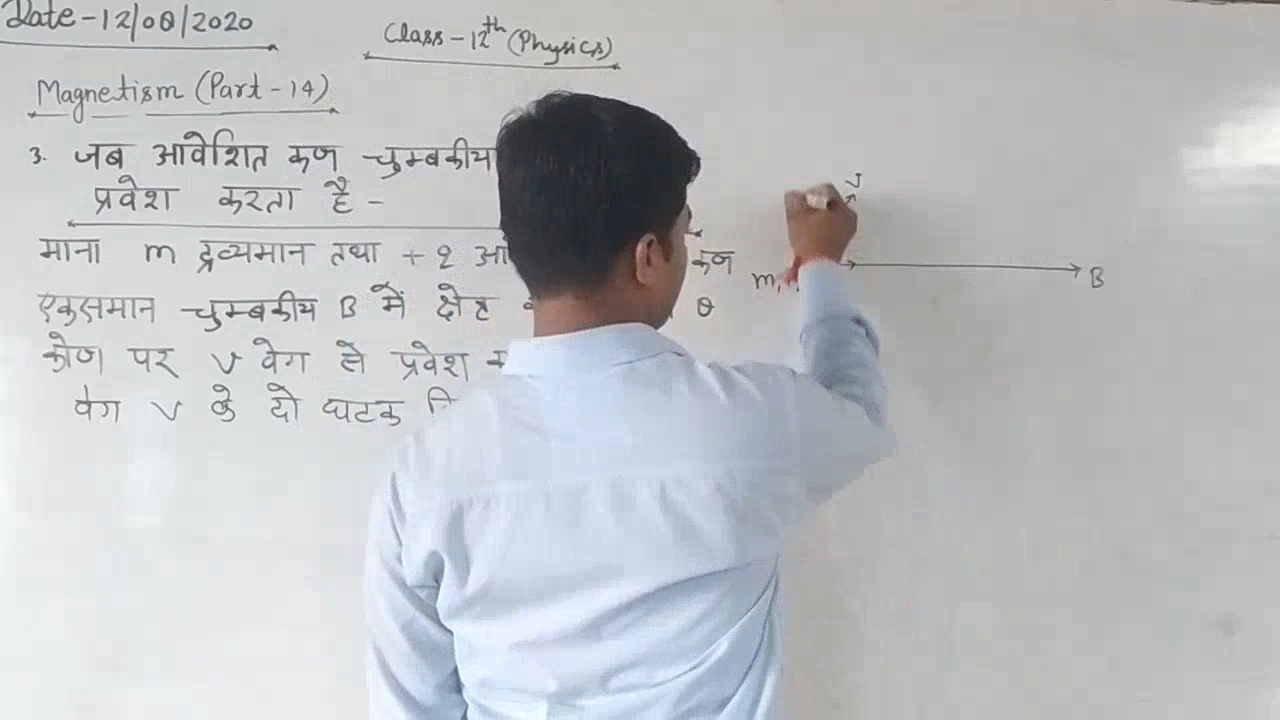 Date-12/08/2020
Class-12th (Physics)
Magnetism (Part-14)
3. जब आवेशित कण चुम्बकीय
प्रवेश करता है -
माना m द्रव्यमान तथा +q कण
एकसमान चुम्बकीय B में क्षेत्र θ
कोण पर v वेग से प्रवेश
वेग v के दो घटक
v
B
m,